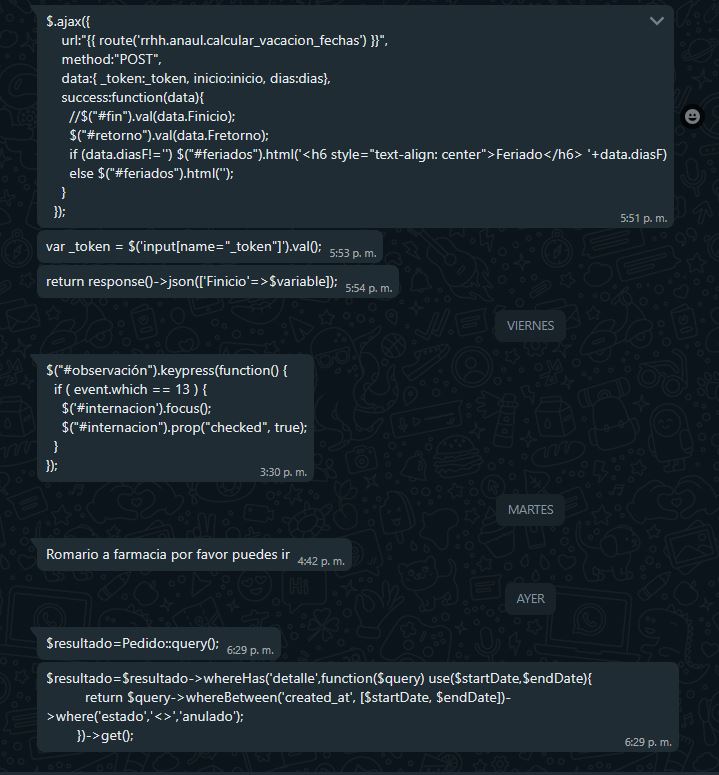 $.ajax({
url:"{{ route('rrhh.anaul.calcular_vacacion_fechas') }}",
method:"POST",
data:{ _token:_token, inicio:inicio, dias:dias},
success:function(data){
//$("#fin").val(data.Finicio);
$("#retorno").val(data.Fretorno);
if (data.diasF!='') $("#feriados").html('<h6 style="text-align: center">Feriado</h6> '+data.diasF)
else $("#feriados").html('');
}
});
5:51 p. m.
var _token = $('input[name="_token"]').val();
5:53 p. m.
return response()->json(['Finicio'=>$variable]);
5:54 p. m.
VIERNES
$("#observación").keypress(function() {
if ( event.which == 13 ) {
$('#internacion').focus();
$("#internacion").prop("checked", true);
}
});
3:30 p. m.
MARTES
Romario a farmacia por favor puedes ir
4:42 p. m.
AYER
$resultado=Pedido::query();
6:29 p. m.
$resultado=$resultado->whereHas('detalle',function($query) use($startDate,$endDate){
return $query->whereBetween('created_at', [$startDate, $endDate])-
>where('estado','<>','anulado');
})->get();
6:29 p. m.